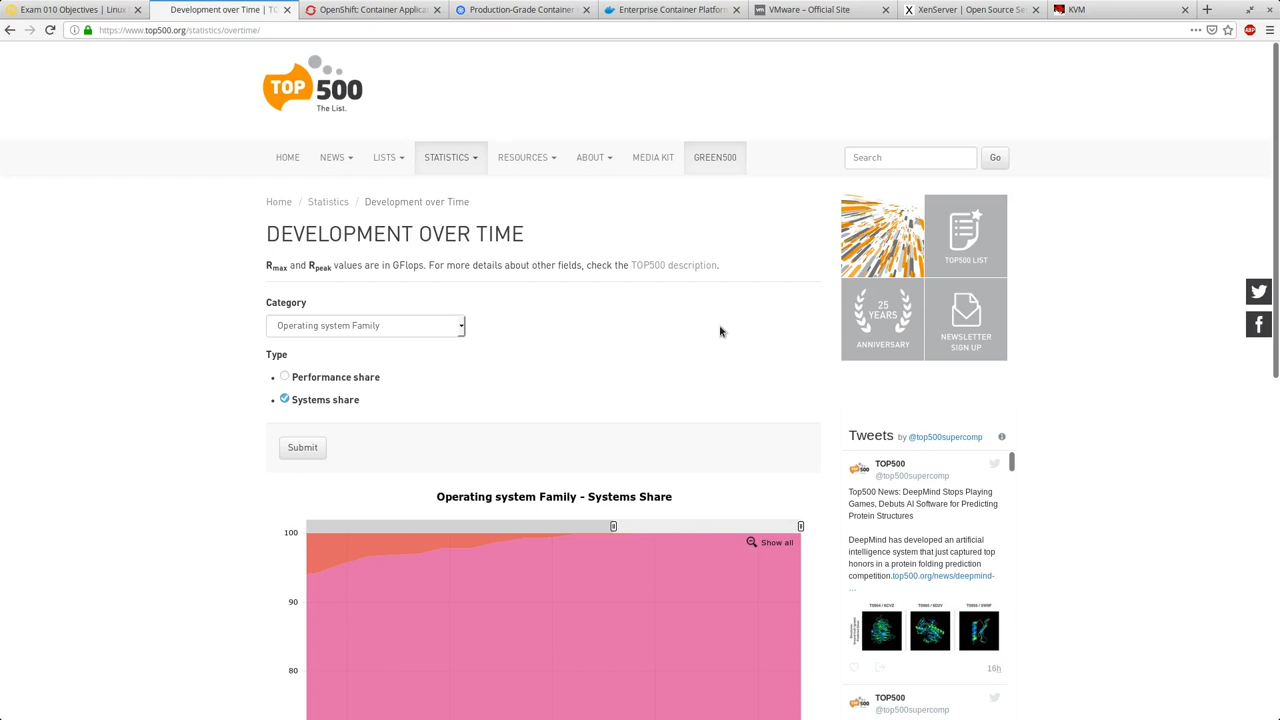 Exam 010 Objectives | Linux
Development over Time | TO
OpenShift: Container Applica
Production-Grade Container
Enterprise Container Platform
vm VMware – Official Site
XenServer | Open Source Se
KVM
https://www.top500.org/statistics/overtime/
ABP
TOP 500
The List.
HOME
NEWS
LISTS
STATISTICS
RESOURCES
ABOUT
MEDIA KIT
GREEN500
Search
Go
Home / Statistics / Development over Time
DEVELOPMENT OVER TIME
Rmax and Rpeak values are in GFlops. For more details about other fields, check the TOP500 description.
Category
Operating system Family
Type
Performance share
Systems share
Submit
Operating system Family - Systems Share
Show all
100
90
80
TOP500 LIST
25
YEARS
ANNIVERSARY
NEWSLETTER
SIGN UP
Tweets by @top500supercomp
TOP500
@top500supercomp
Top500 News: DeepMind Stops Playing
Games, Debuts AI Software for Predicting
Protein Structures
DeepMind has developed an artificial
intelligence system that just captured top
honors in a protein folding prediction
competition.top500.org/news/deepmind-
…
16h
TOP500
@top500supercomp